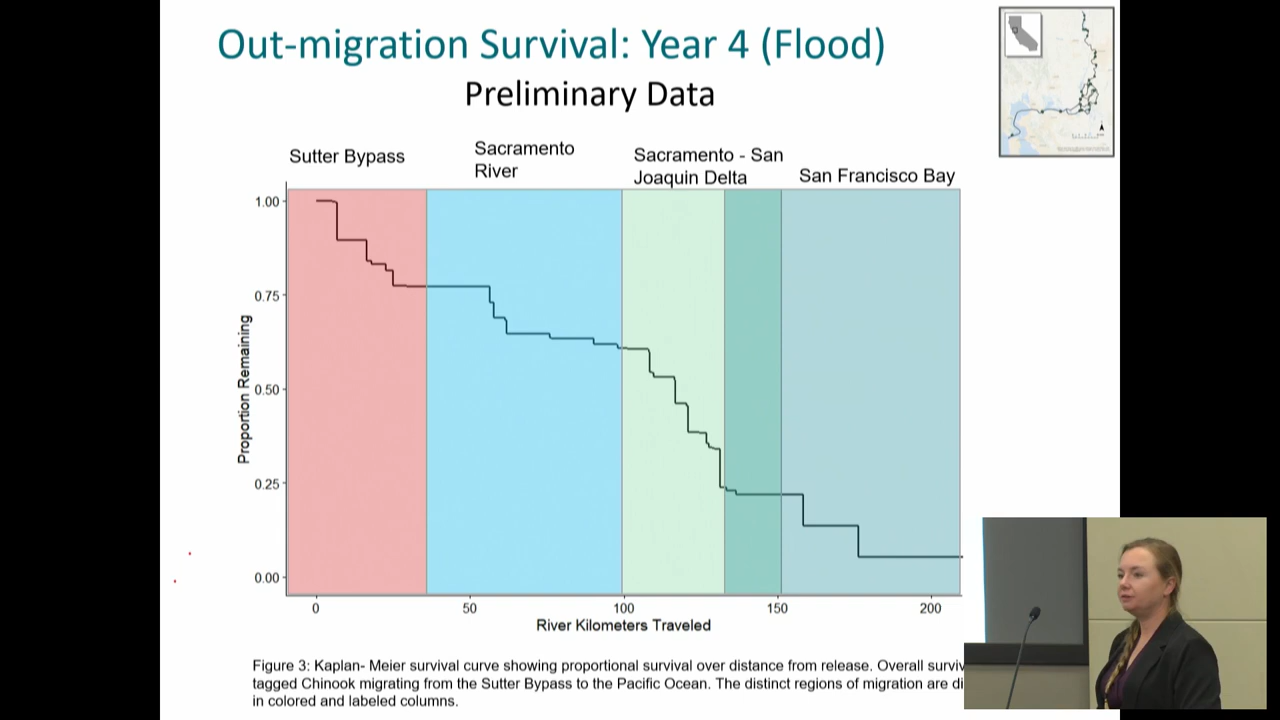 Out-migration Survival: Year 4 (Flood)
Preliminary Data
Sutter Bypass
Sacramento
River
Sacramento - San
Joaquin Delta
San Francisco Bay
1.00
0.75
0.50
0.25
0.00
Proportion Remaining
0
50
100
150
200
River Kilometers Traveled
Figure 3: Kaplan- Meier survival curve showing proportional survival over distance from release. Overall surviv
tagged Chinook migrating from the Sutter Bypass to the Pacific Ocean. The distinct regions of migration are di
in colored and labeled columns.